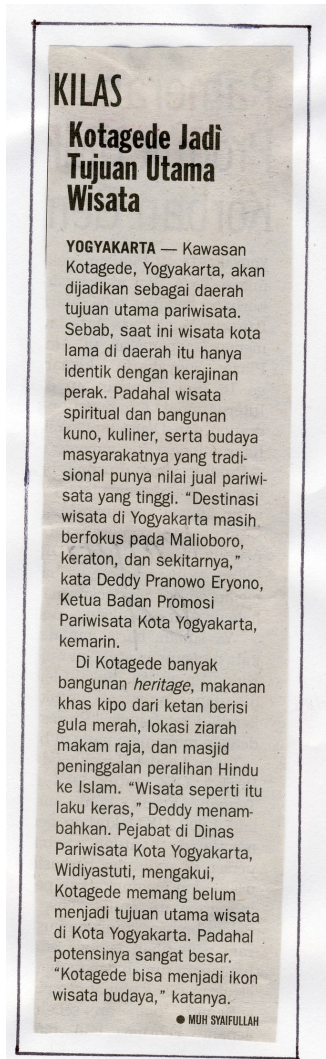 KILAS
Kotagede Jadi
Tujuan Utama
Wisata
YOGYAKARTA — Kawasan
Kotagede, Yogyakarta, akan
dijadikan sebagai daerah
tujuan utama pariwisata.
Sebab, saat ini wisata kota
lama di daerah itu hanya
identik dengan kerajinan
perak. Padahal wisata
spiritual dan bangunan
kuno, kuliner, serta budaya
masyarakatnya yang tradi-
sional punya nilai jual pariwi-
sata yang tinggi. “Destinasi
wisata di Yogyakarta masih
berfokus pada Malioboro,
keraton, dan sekitarnya,”
kata Deddy Pranowo Eryono,
Ketua Badan Promosi
Pariwisata Kota Yogyakarta,
kemarin.
Di Kotagede banyak
bangunan heritage, makanan
khas kipo dari ketan berisi
gula merah, lokasi ziarah
makam raja, dan masjid
peninggalan peralihan Hindu
ke Islam. “Wisata seperti itu
laku keras,” Deddy menam-
bahkan. Pejabat di Dinas
Pariwisata Kota Yogyakarta,
Widiyastuti, mengakui,
Kotagede memang belum
menjadi tujuan utama wisata
di Kota Yogyakarta. Padahal
potensinya sangat besar.
“Kotagede bisa menjadi ikon
wisata budaya,” katanya.
● MUH SYAIFULLAH